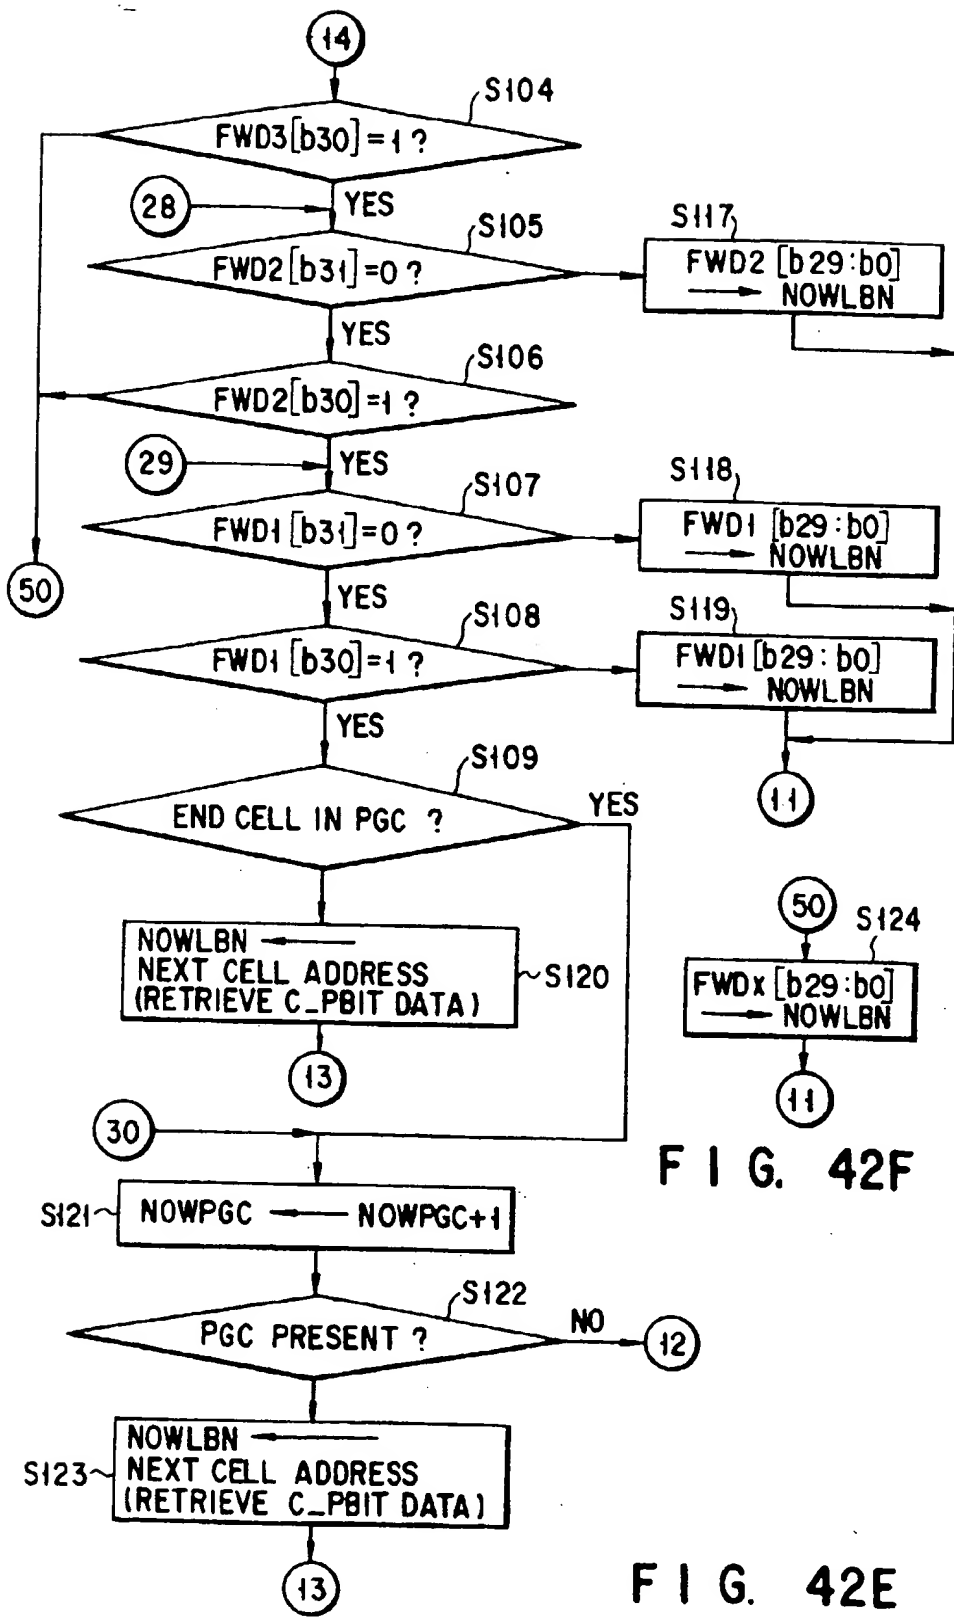 14
S104
FWD3[b30]=1 ?
28
YES
S105
FWD2[b31]=0 ?
S117
FWD2 [b29:b0]
NOWLBN
YES
S106
FWD2[b30]=1 ?
29
YES
S107
FWD1[b31]=0 ?
S118
FWD1 [b29:b0]
NOWLBN
50
YES
S108
FWD1[b30]=1 ?
S119
FWD1[b29:b0]
NOWLBN
YES
11
S109
END CELL IN PGC ?
YES
NOWLBN
NEXT CELL ADDRESS
(RETRIEVE C_PBIT DATA)
S120
13
50
S124
FWDX [b29:b0]
NOWLBN
11
30
FIG. 42F
S121
NOWPGC
NOWPGC+1
S122
PGC PRESENT ?
NO
12
S123
NOWLBN
NEXT CELL ADDRESS
(RETRIEVE C_PBIT DATA)
13
FIG. 42E